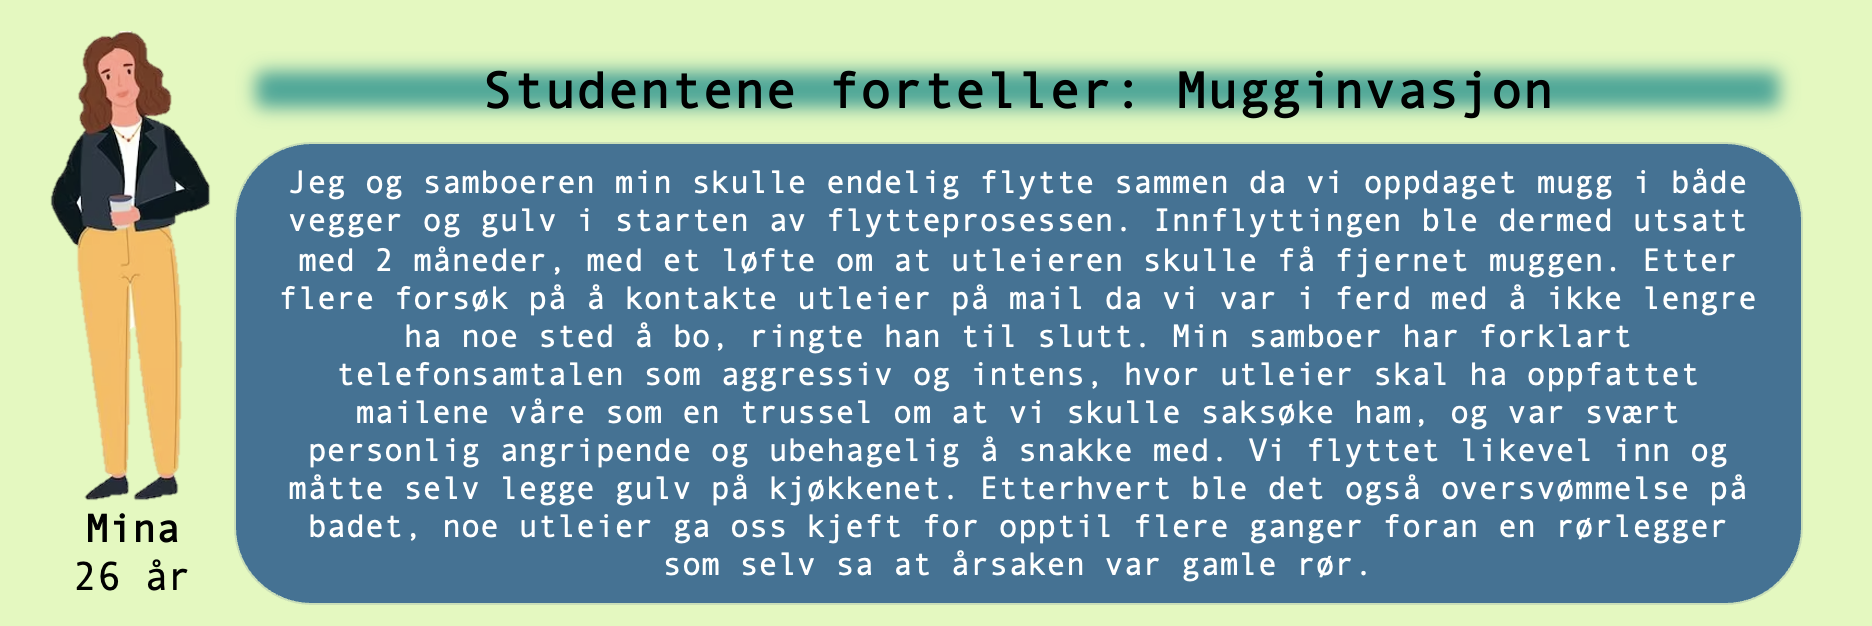 Studentene forteller: Mugginvasjon
Jeg og samboeren min skulle endelig flytte sammen da vi oppdaget mugg i både
vegger og gulv i starten av flytteprosessen. Innflyttingen ble dermed utsatt
med 2 måneder, med et løfte om at utleieren skulle få fjernet muggen. Etter
flere forsøk på å kontakte utleier på mail da vi var i ferd med å ikke lengre
ha noe sted å bo, ringte han til slutt. Min samboer har forklart
telefonsamtalen som aggressiv og intens, hvor utleier skal ha oppfattet
mailene våre som en trussel om at vi skulle saksøke ham, og var svært
personlig angripende og ubehagelig å snakke med. Vi flyttet likevel inn og
måtte selv legge gulv på kjøkkenet. Etterhvert ble det også oversvømmelse på
badet, noe utleier ga oss kjeft for opptil flere ganger foran en rørlegger
som selv sa at årsaken var gamle rør.
Mina
26 år